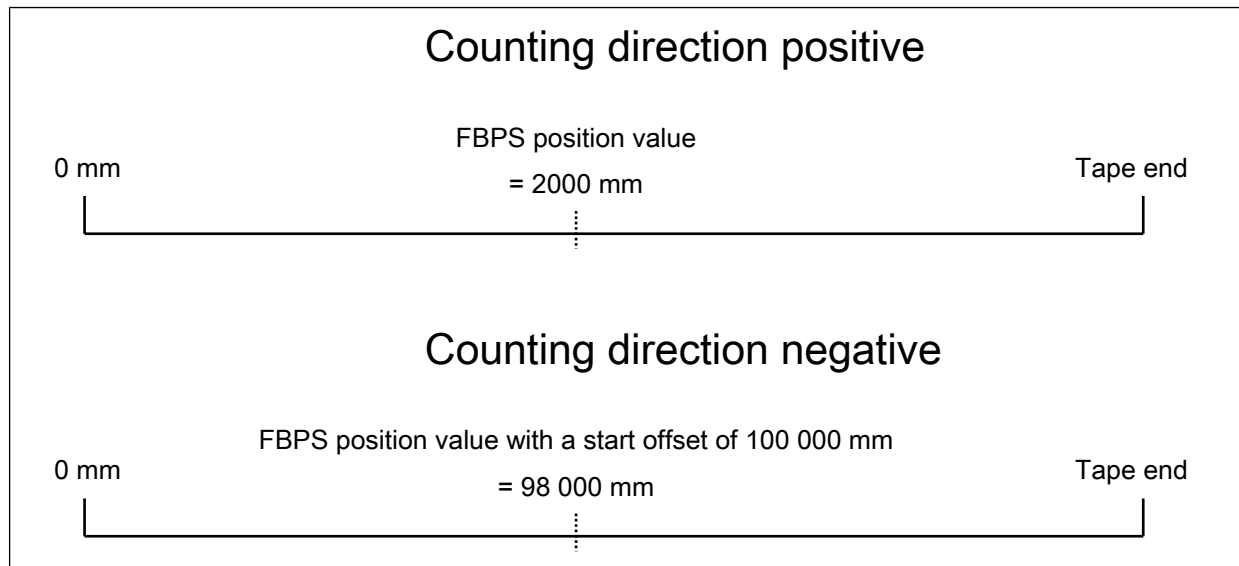 Counting direction positive
FBPS position value
= 2000 mm
0 mm
Tape end
Counting direction negative
FBPS position value with a start offset of 100 000 mm
= 98 000 mm
0 mm
Tape end